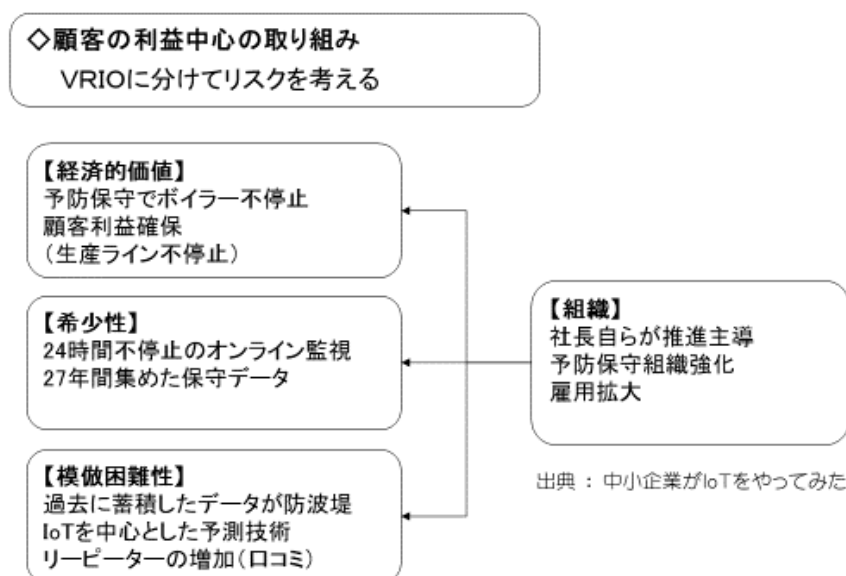 ◇顧客の利益中心の取り組み
VRIOに分けてリスクを考える
【経済的価値】
予防保守でボイラー不停止
顧客利益確保
（生産ライン不停止）
【希少性】
24時間不停止のオンライン監視
27年間集めた保守データ
【模倣困難性】
過去に蓄積したデータが防波堤
IoTを中心とした予測技術
リーピーターの増加（口コミ）
【組織】
社長自らが推進主導
予防保守組織強化
雇用拡大
出典 : 中小企業がIoTをやってみた